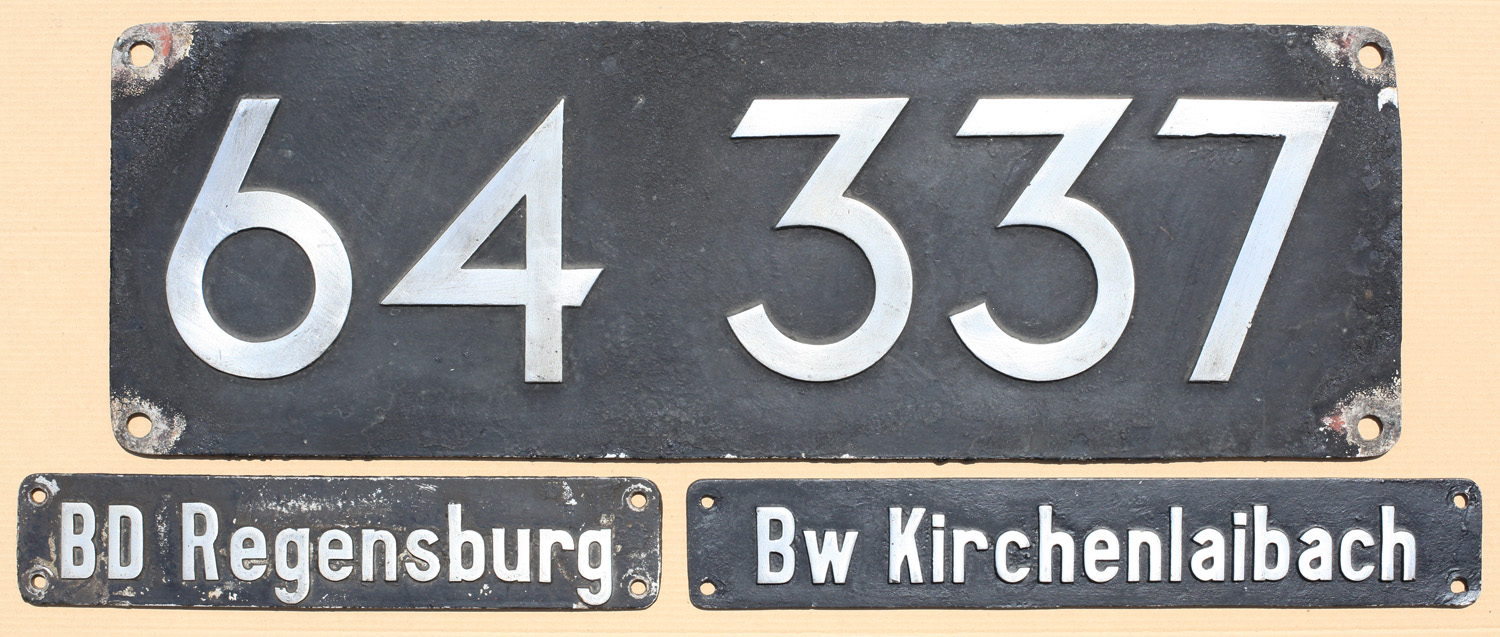 64 337
BD Regensburg
Bw Kirchenlaibach